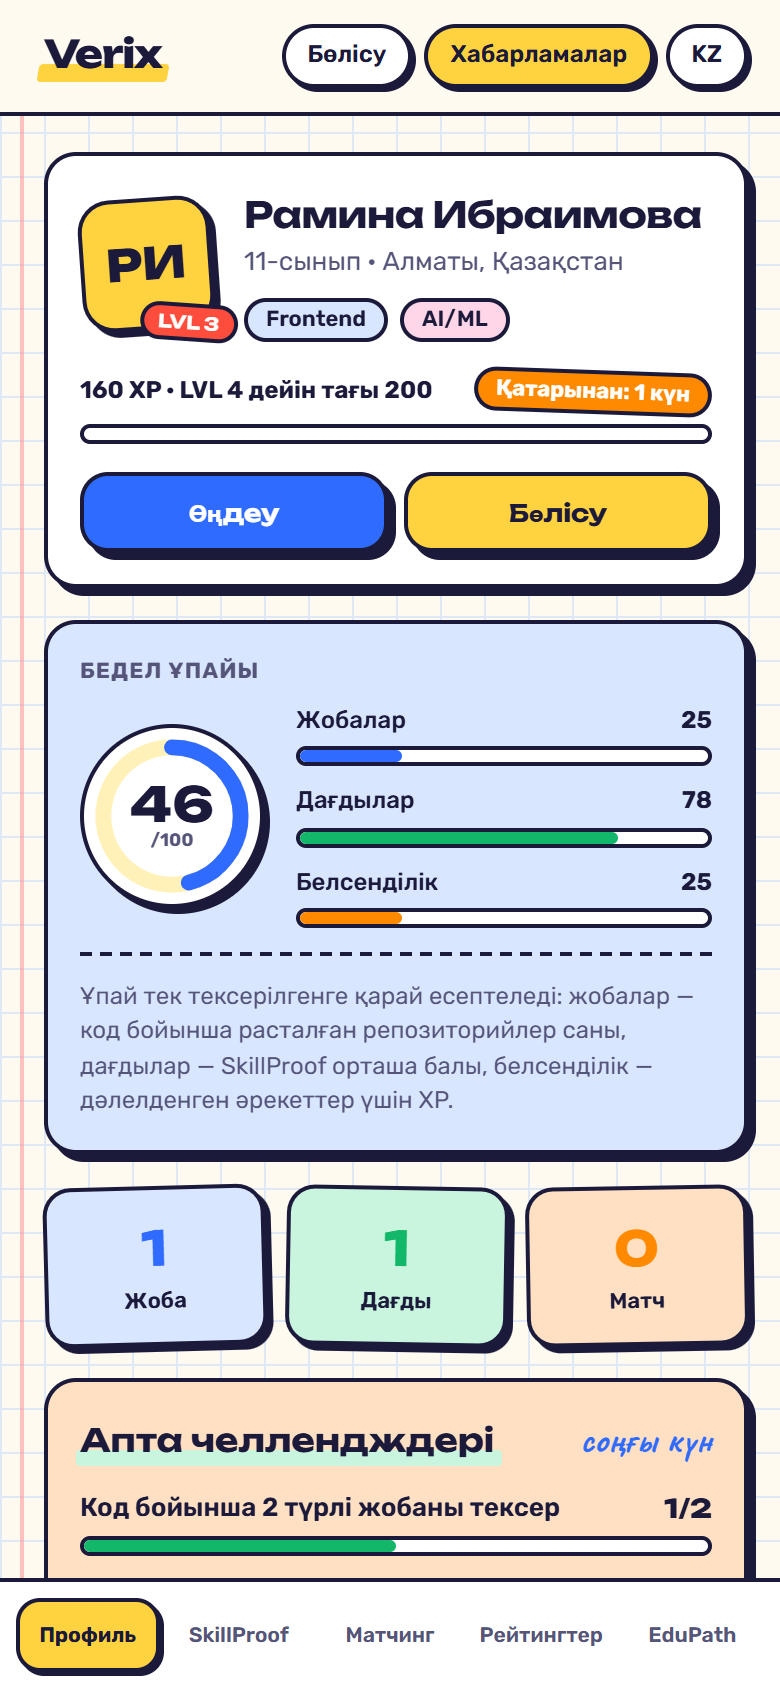 Verix
Бөлісу
Хабарламалар
KZ
РИ
LVL 3
Рамина Ибраимова
11-сынып • Алматы, Қазақстан
Frontend
AI/ML
160 XP • LVL 4 дейін тағы 200
Қатарынан: 1 күн
Өңдеу
Бөлісу
БЕДЕЛ ҰПАЙЫ
46
/100
Жобалар 25
Дағдылар 78
Белсенділік 25
Ұпай тек тексерілгенге қарай есептеледі: жобалар —
код бойынша расталған репозиторийлер саны,
дағдылар — SkillProof орташа балы, белсенділік —
дәлелденген әрекеттер үшін XP.
1
Жоба
1
Дағды
0
Матч
Апта челлендждері
соңғы күн
Код бойынша 2 түрлі жобаны тексер 1/2
Профиль
SkillProof
Матчинг
Рейтингтер
EduPath